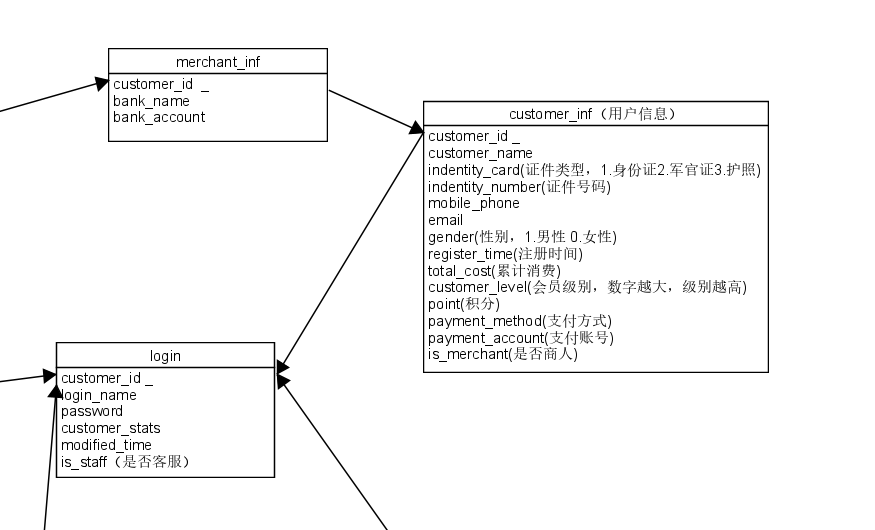 merchant_inf
customer_id _
bank_name
bank_account
customer_inf（用户信息）
customer_id _
customer_name
indentity_card(证件类型，1.身份证2.军官证3.护照)
indentity_number(证件号码)
mobile_phone
email
gender(性别，1.男性 0.女性)
register_time(注册时间)
total_cost(累计消费)
customer_level(会员级别，数字越大，级别越高)
point(积分)
payment_method(支付方式)
payment_account(支付账号)
is_merchant(是否商人)
login
customer_id _
login_name
password
customer_stats
modified_time
is_staff（是否客服）